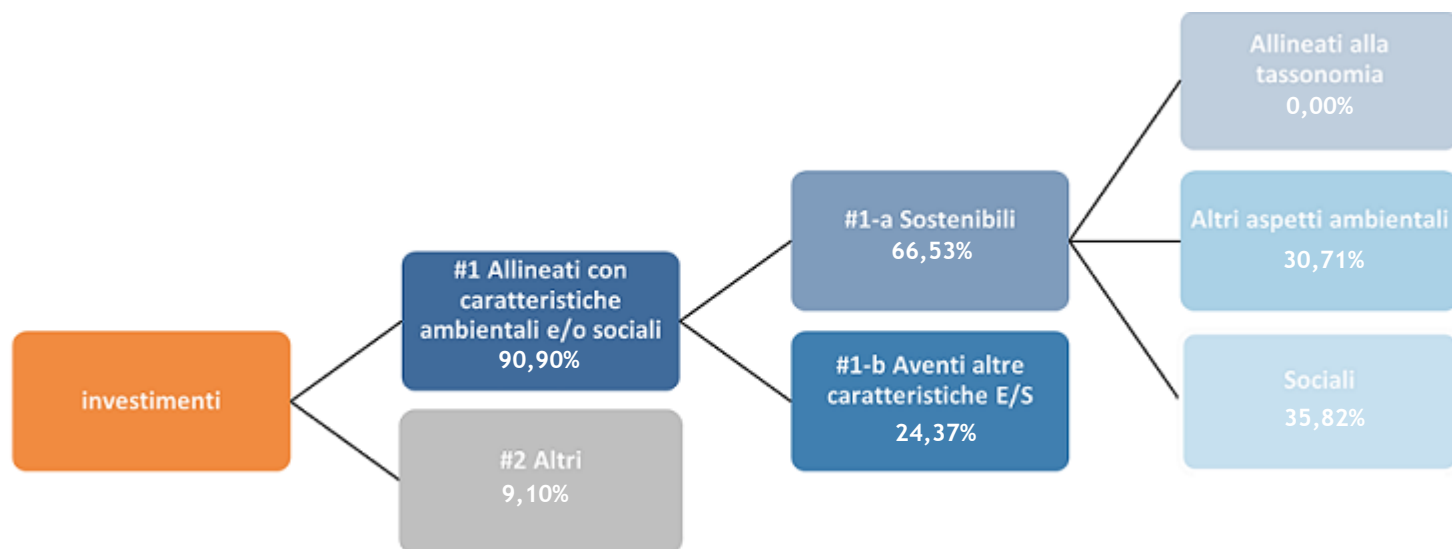 investimenti
#1 Allineati con
caratteristiche
ambientali e/o sociali
90,90%
#2 Altri
9,10%
#1-a Sostenibili
66,53%
#1-b Aventi altre
caratteristiche E/S
24,37%
Allineati alla
tassonomia
0,00%
Altri aspetti ambientali
30,71%
Sociali
35,82%